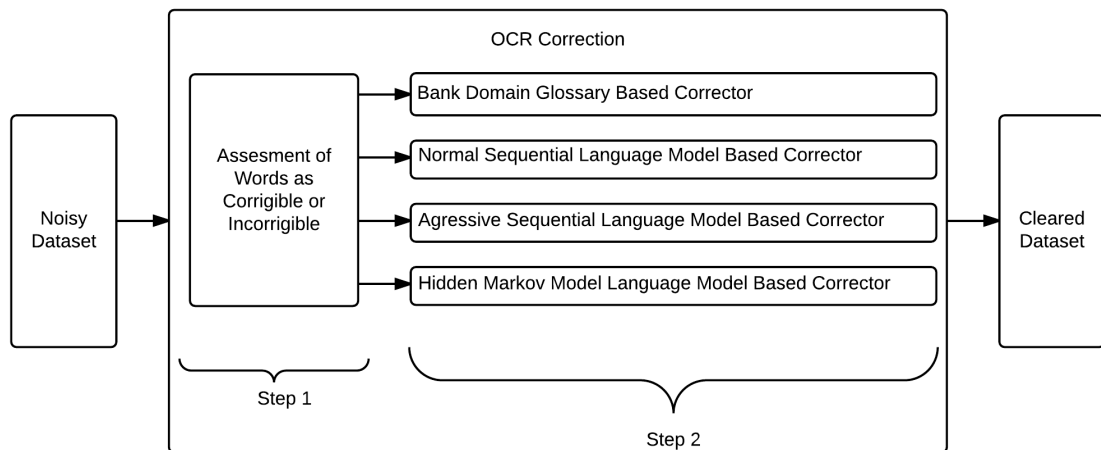 OCR Correction
Noisy
Dataset
Assesment of
Words as
Corrigible or
Incorrigible
Bank Domain Glossary Based Corrector
Normal Sequential Language Model Based Corrector
Agressive Sequential Language Model Based Corrector
Hidden Markov Model Language Model Based Corrector
Cleared
Dataset
Step 1
Step 2